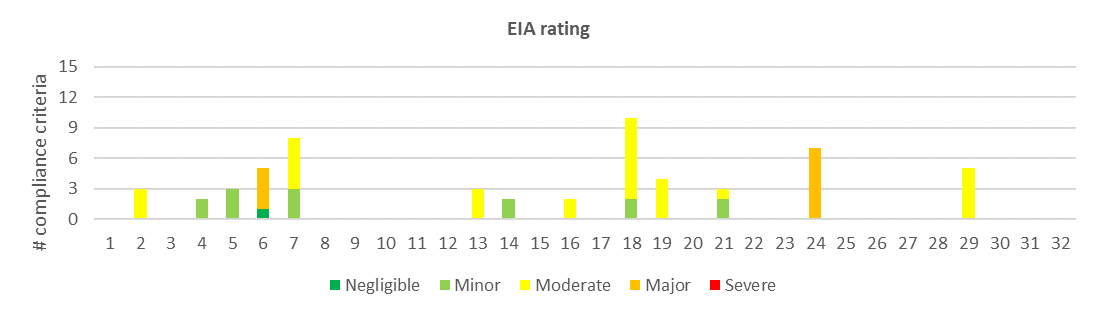 EIA rating
# compliance criteria
15
12
9
6
3
0
1 2 3 4 5 6 7 8 9 10 11 12 13 14 15 16 17 18 19 20 21 22 23 24 25 26 27 28 29 30 31 32
Negligible Minor Moderate Major Severe